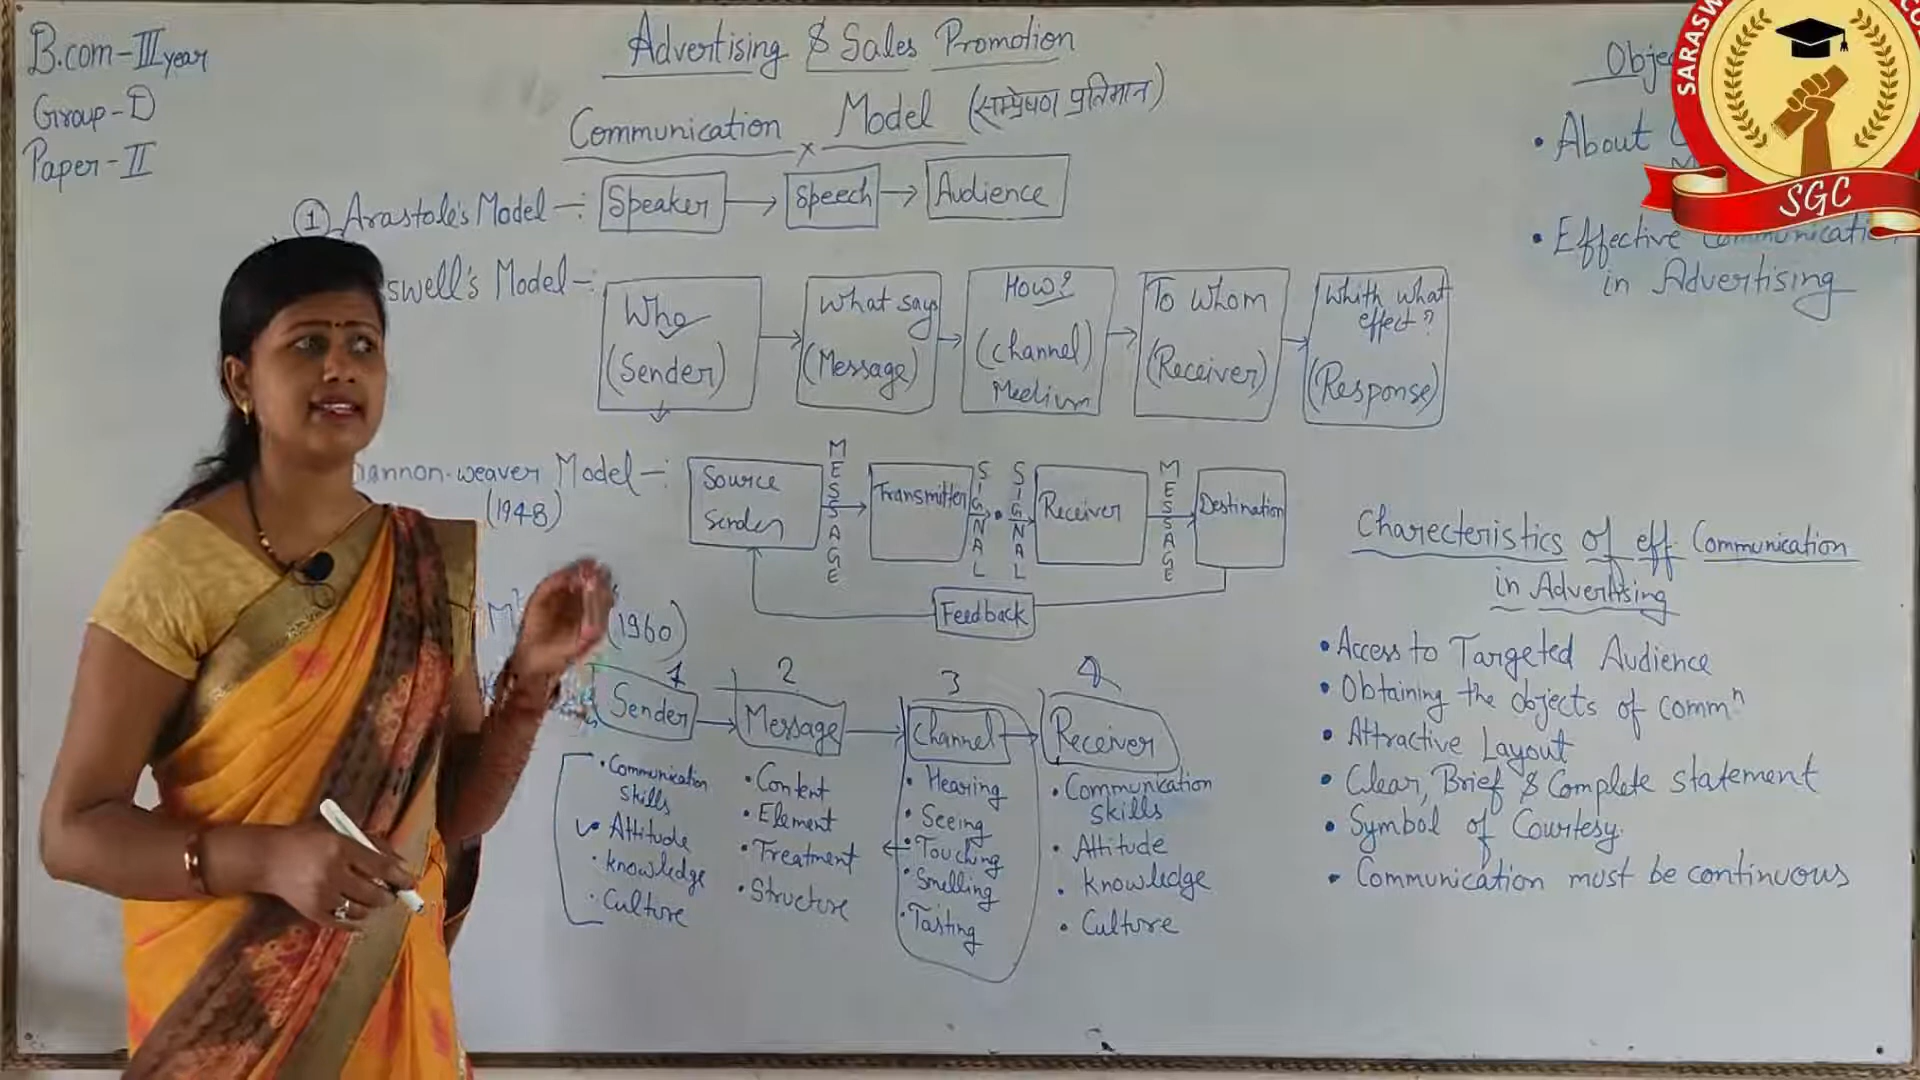 B.com-III year
Group-D
Paper-II
Advertising & Sales Promotion
Communication Model (सम्प्रेषण प्रतिमान)
① Arastole's Model -: Speaker → Speech → Audience
swell's Model -:
Who (Sender)
What says (Message)
How? (Channel) Medium
To Whom (Receiver)
Whith what effect? (Response)
annon-weaver Model -:
(1948)
Source Sender
MESSAGE
Transmitter
SIGNAL
SIGNAL
Receiver
MESSAGE
Destination
Feedback
(1960)
1
Sender
• Communication skills
• Attitude
• knowledge
• Culture
2
Message
• Content
• Element
• Treatment
• Structure
3
Channel
• Hearing
• Seeing
• Touching
• Smelling
• Tasting
4
Receiver
• Communication skills
• Attitude
• knowledge
• Culture
Obje
• About
• Effective Communicati
in Advertising
Charecteristics of eff. Communication
in Advertising
• Access to Targeted Audience
• Obtaining the objects of commⁿ
• Attractive Layout
• Clear, Brief & Complete statement
• Symbol of Courtesy.
• Communication must be continuous
SARASW
CO
SGC